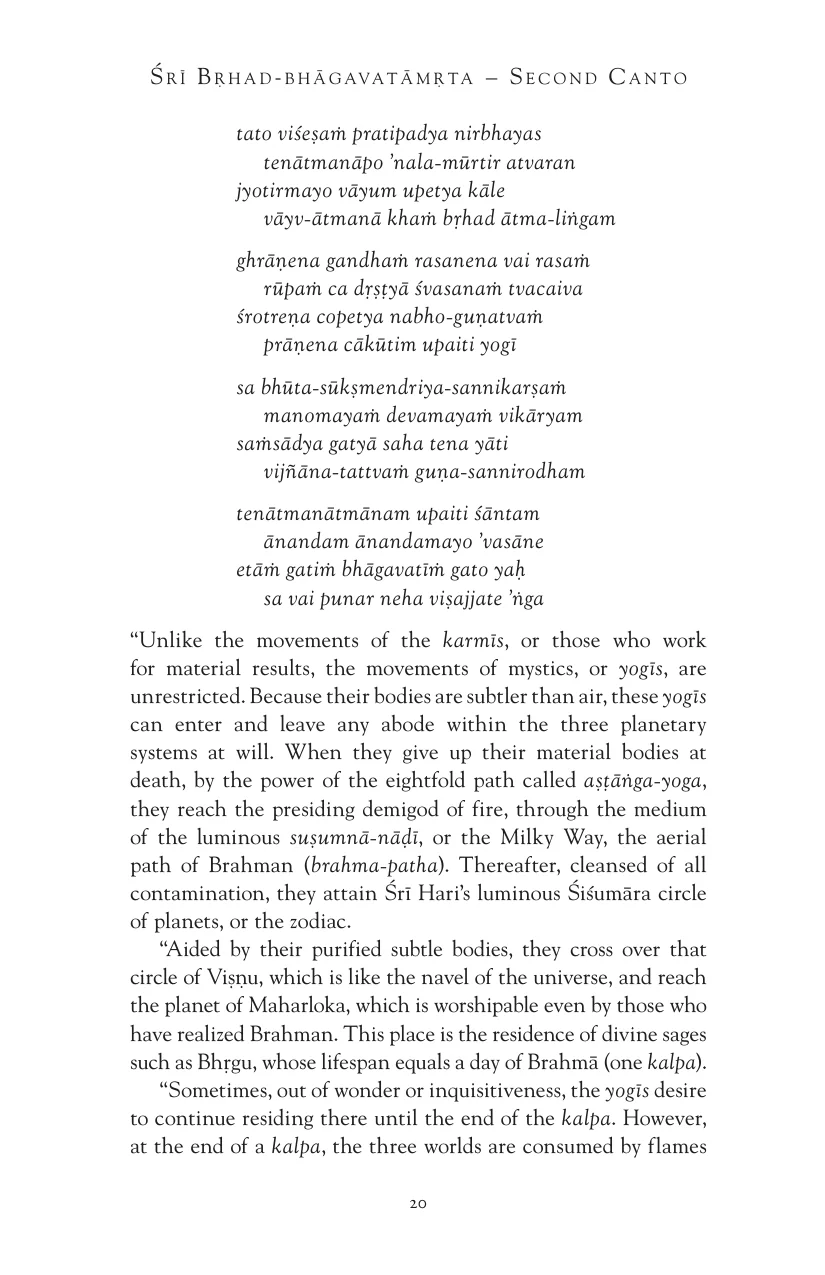 Śrī Bṛhad-bhāgavatāmṛta – Second Canto
tato viśeṣaṁ pratipadya nirbhayas
tenātmanāpo ’nala-mūrtir atvaran
jyotirmayo vāyum upetya kāle
vāyv-ātmanā khaṁ bṛhad ātma-liṅgam
ghrāṇena gandhaṁ rasanena vai rasaṁ
rūpaṁ ca dṛṣṭyā śvasanaṁ tvacaiva
śrotreṇa copetya nabho-guṇatvaṁ
prāṇena cākūtim upaiti yogī
sa bhūta-sūkṣmendriya-sannikarṣaṁ
manomayaṁ devamayaṁ vikāryam
saṁsādya gatyā saha tena yāti
vijñāna-tattvaṁ guṇa-sannirodham
tenātmanātmānam upaiti śāntam
ānandam ānandamayo ’vasāne
etāṁ gatiṁ bhāgavatīṁ gato yaḥ
sa vai punar neha viṣajjate ’ṅga
“Unlike the movements of the karmīs, or those who work
for material results, the movements of mystics, or yogīs, are
unrestricted. Because their bodies are subtler than air, these yogīs
can enter and leave any abode within the three planetary
systems at will. When they give up their material bodies at
death, by the power of the eightfold path called aṣṭāṅga-yoga,
they reach the presiding demigod of fire, through the medium
of the luminous suṣumnā-nāḍī, or the Milky Way, the aerial
path of Brahman (brahma-patha). Thereafter, cleansed of all
contamination, they attain Śrī Hari’s luminous Śiśumāra circle
of planets, or the zodiac.
“Aided by their purified subtle bodies, they cross over that
circle of Viṣṇu, which is like the navel of the universe, and reach
the planet of Maharloka, which is worshipable even by those who
have realized Brahman. This place is the residence of divine sages
such as Bhṛgu, whose lifespan equals a day of Brahmā (one kalpa).
“Sometimes, out of wonder or inquisitiveness, the yogīs desire
to continue residing there until the end of the kalpa. However,
at the end of a kalpa, the three worlds are consumed by flames
20